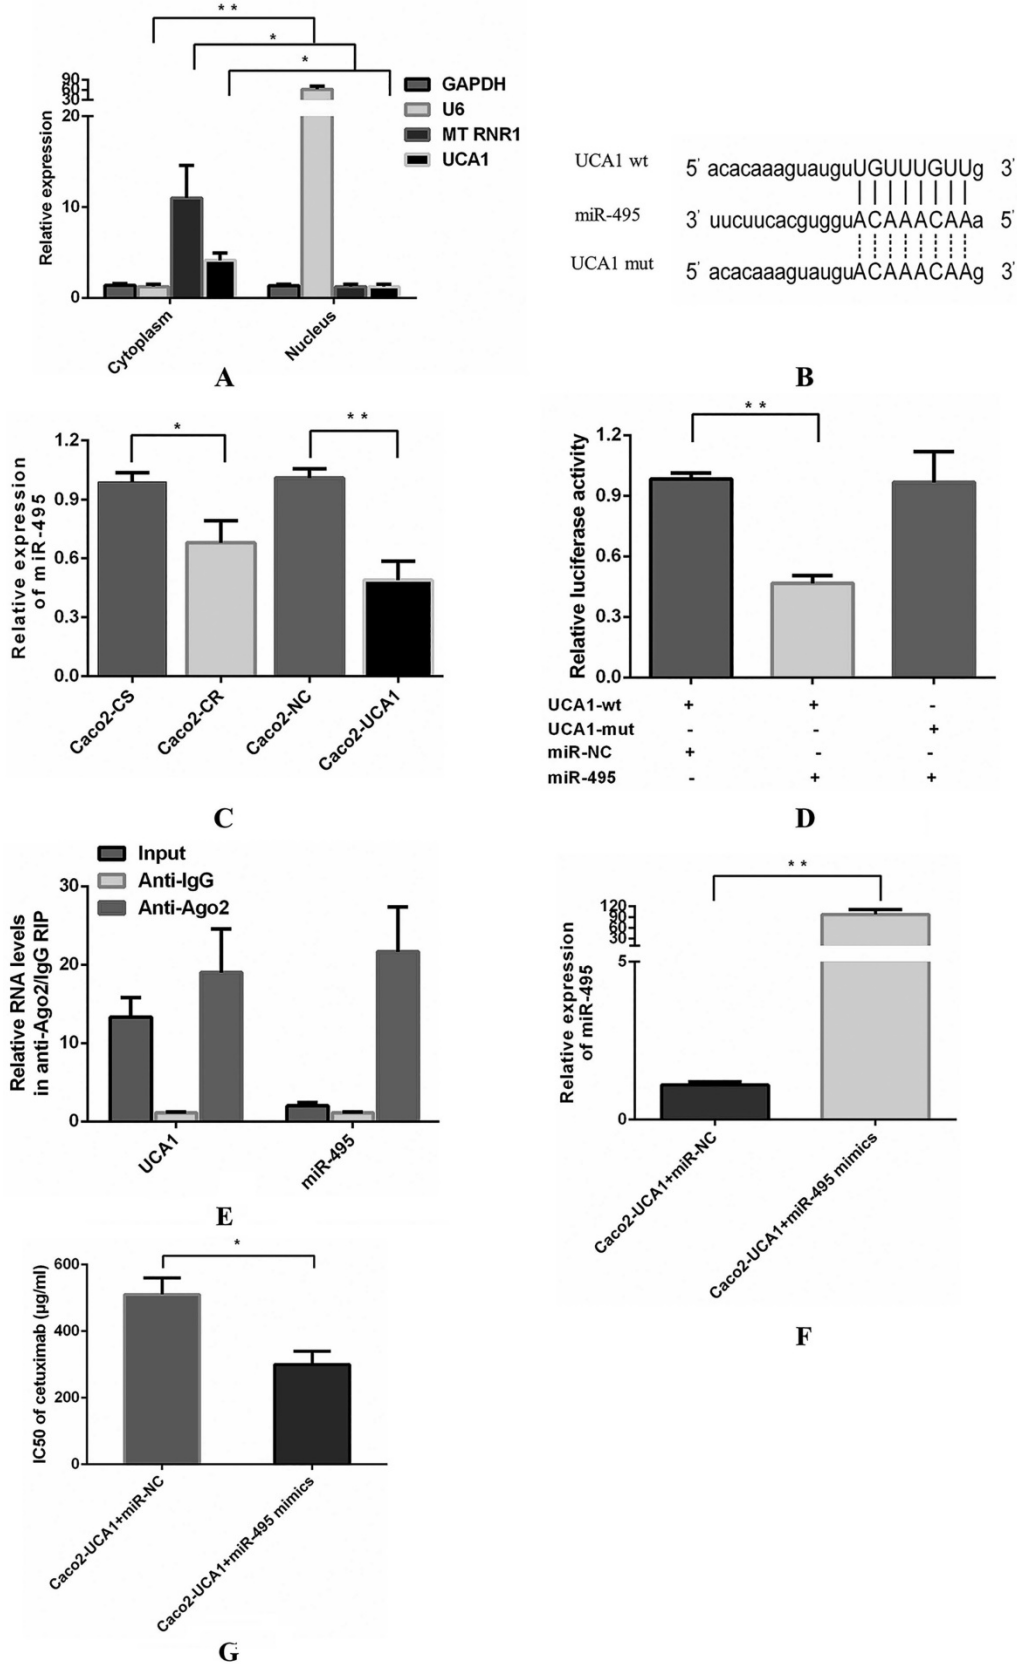 * *
*
*
90
60
30
20
10
0
Relative expression
GAPDH
U6
MT RNR1
UCA1
Cytoplasm
Nucleus
A
UCA1 wt 5' acacaaaguauguUGUUUGUUg 3'
miR-495 3' uucuucacgugguACAAACAAa 5'
UCA1 mut 5' acacaaaguauguACAAACAAg 3'
B
*
* *
1.2
0.9
0.6
0.3
0.0
Relative expression
of miR-495
Caco2-CS
Caco2-CR
Caco2-NC
Caco2-UCA1
C
* *
1.2
0.9
0.6
0.3
0.0
Relative luciferase activity
UCA1-wt + + -
UCA1-mut - - +
miR-NC + - -
miR-495 - + +
D
Input
Anti-IgG
Anti-Ago2
30
20
10
0
Relative RNA levels
in anti-Ago2/IgG RIP
UCA1
miR-495
E
* *
120
90
60
30
5
0
Relative expression
of miR-495
Caco2-UCA1+miR-NC
Caco2-UCA1+miR-495 mimics
F
*
600
400
200
0
IC50 of cetuximab (μg/ml)
Caco2-UCA1+miR-NC
Caco2-UCA1+miR-495 mimics
G